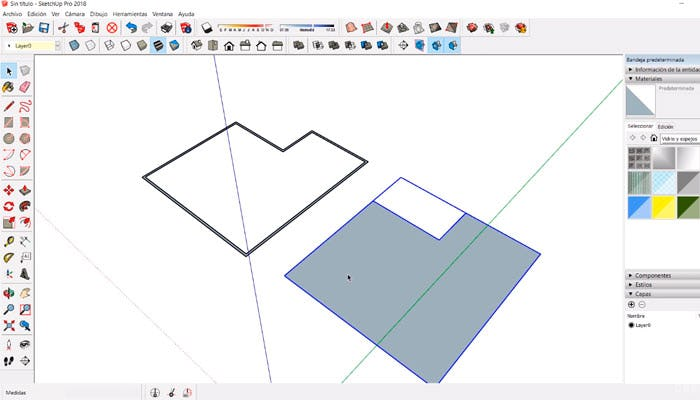 Sin título - SketchUp Pro 2018
Archivo Edición Ver Cámara Dibujo Herramientas Ventana Ayuda
Layer0
Bandeja predeterminada
Información de la entida
Materiales
Predeterminada
Seleccionar Edición
Vidrio y espejos
Componentes
Estilos
Capas
Nombre
Layer0
Medidas